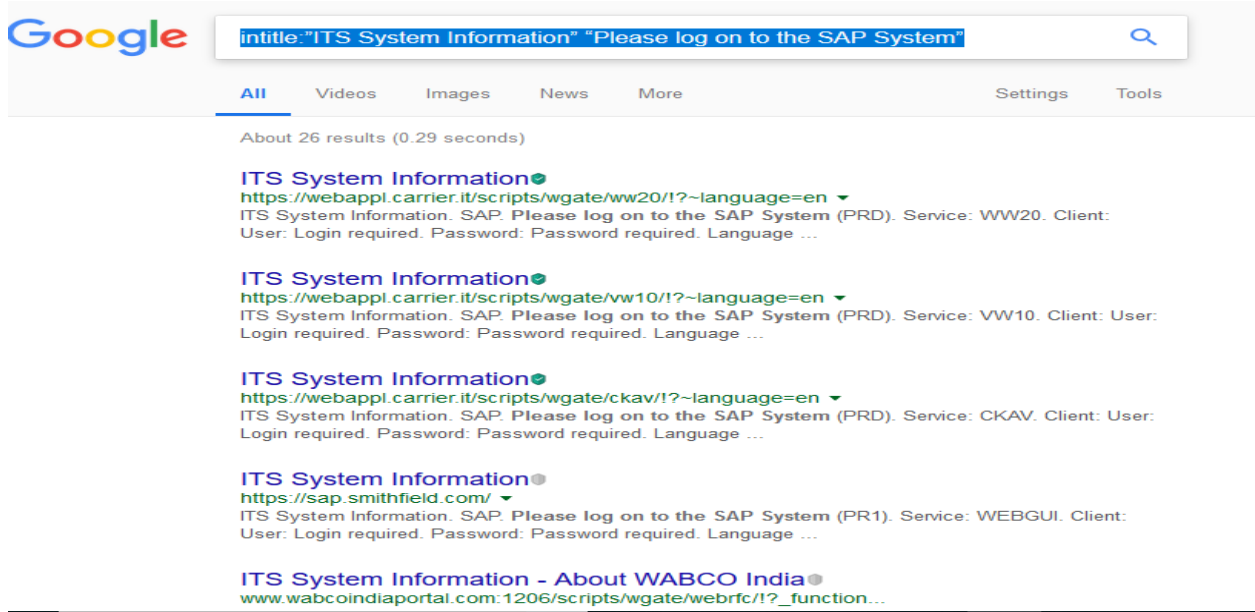 Google
intitle:"ITS System Information" “Please log on to the SAP System”
All Videos Images News More Settings Tools
About 26 results (0.29 seconds)
ITS System Information
https://webappl.carrier.it/scripts/wgate/ww20/!?~language=en
ITS System Information. SAP. Please log on to the SAP System (PRD). Service: WW20. Client:
User: Login required. Password: Password required. Language ...
ITS System Information
https://webappl.carrier.it/scripts/wgate/vw10/!?~language=en
ITS System Information. SAP. Please log on to the SAP System (PRD). Service: VW10. Client: User:
Login required. Password: Password required. Language ...
ITS System Information
https://webappl.carrier.it/scripts/wgate/ckav/!?~language=en
ITS System Information. SAP. Please log on to the SAP System (PRD). Service: CKAV. Client: User:
Login required. Password: Password required. Language ...
ITS System Information
https://sap.smithfield.com/
ITS System Information. SAP. Please log on to the SAP System (PR1). Service: WEBGUI. Client:
User: Login required. Password: Password required. Language ...
ITS System Information - About WABCO India
www.wabcoindiaportal.com:1206/scripts/wgate/webrfc/!?_function...